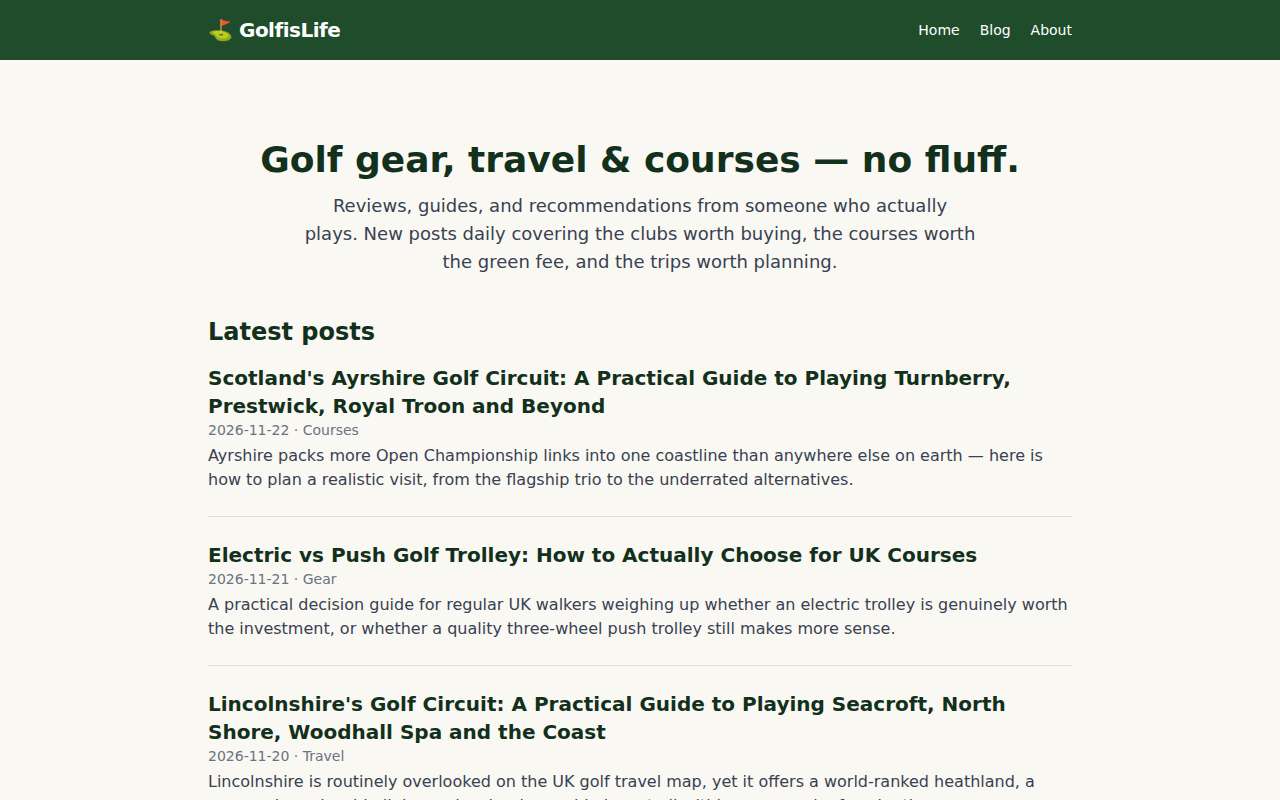 GolfisLife
Home Blog About
Golf gear, travel & courses — no fluff.
Reviews, guides, and recommendations from someone who actually
plays. New posts daily covering the clubs worth buying, the courses worth
the green fee, and the trips worth planning.
Latest posts
Scotland's Ayrshire Golf Circuit: A Practical Guide to Playing Turnberry,
Prestwick, Royal Troon and Beyond
2026-11-22 · Courses
Ayrshire packs more Open Championship links into one coastline than anywhere else on earth — here is
how to plan a realistic visit, from the flagship trio to the underrated alternatives.
Electric vs Push Golf Trolley: How to Actually Choose for UK Courses
2026-11-21 · Gear
A practical decision guide for regular UK walkers weighing up whether an electric trolley is genuinely worth
the investment, or whether a quality three-wheel push trolley still makes more sense.
Lincolnshire's Golf Circuit: A Practical Guide to Playing Seacroft, North
Shore, Woodhall Spa and the Coast
2026-11-20 · Travel
Lincolnshire is routinely overlooked on the UK golf travel map, yet it offers a world-ranked heathland, a